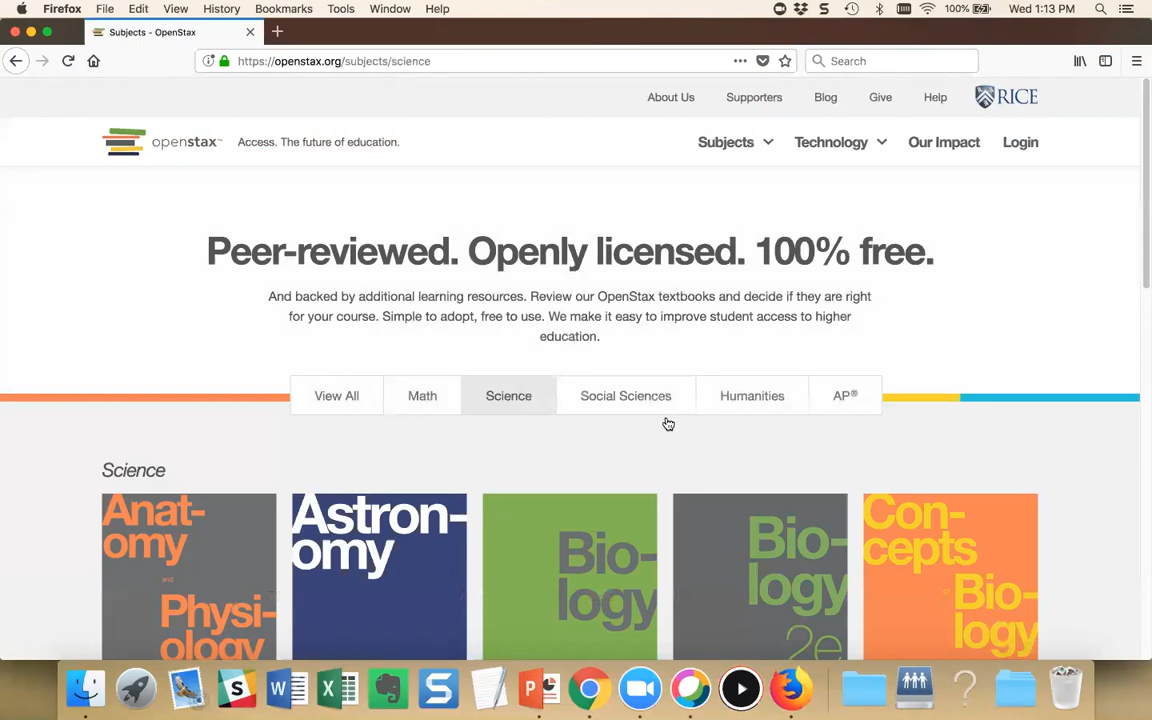 Firefox File Edit View History Bookmarks Tools Window Help 100% Wed 1:13 PM
Subjects - OpenStax
https://openstax.org/subjects/science Search
About Us Supporters Blog Give Help RICE
openstax™ Access. The future of education. Subjects Technology Our Impact Login
Peer-reviewed. Openly licensed. 100% free.
And backed by additional learning resources. Review our OpenStax textbooks and decide if they are right
for your course. Simple to adopt, free to use. We make it easy to improve student access to higher
education.
View All Math Science Social Sciences Humanities AP®
Science
Anat-
omy
and
Physi-
ology
Astron-
omy
Bio-
logy
Bio-
logy
2e
Con-
cepts
of
Bio-
logy